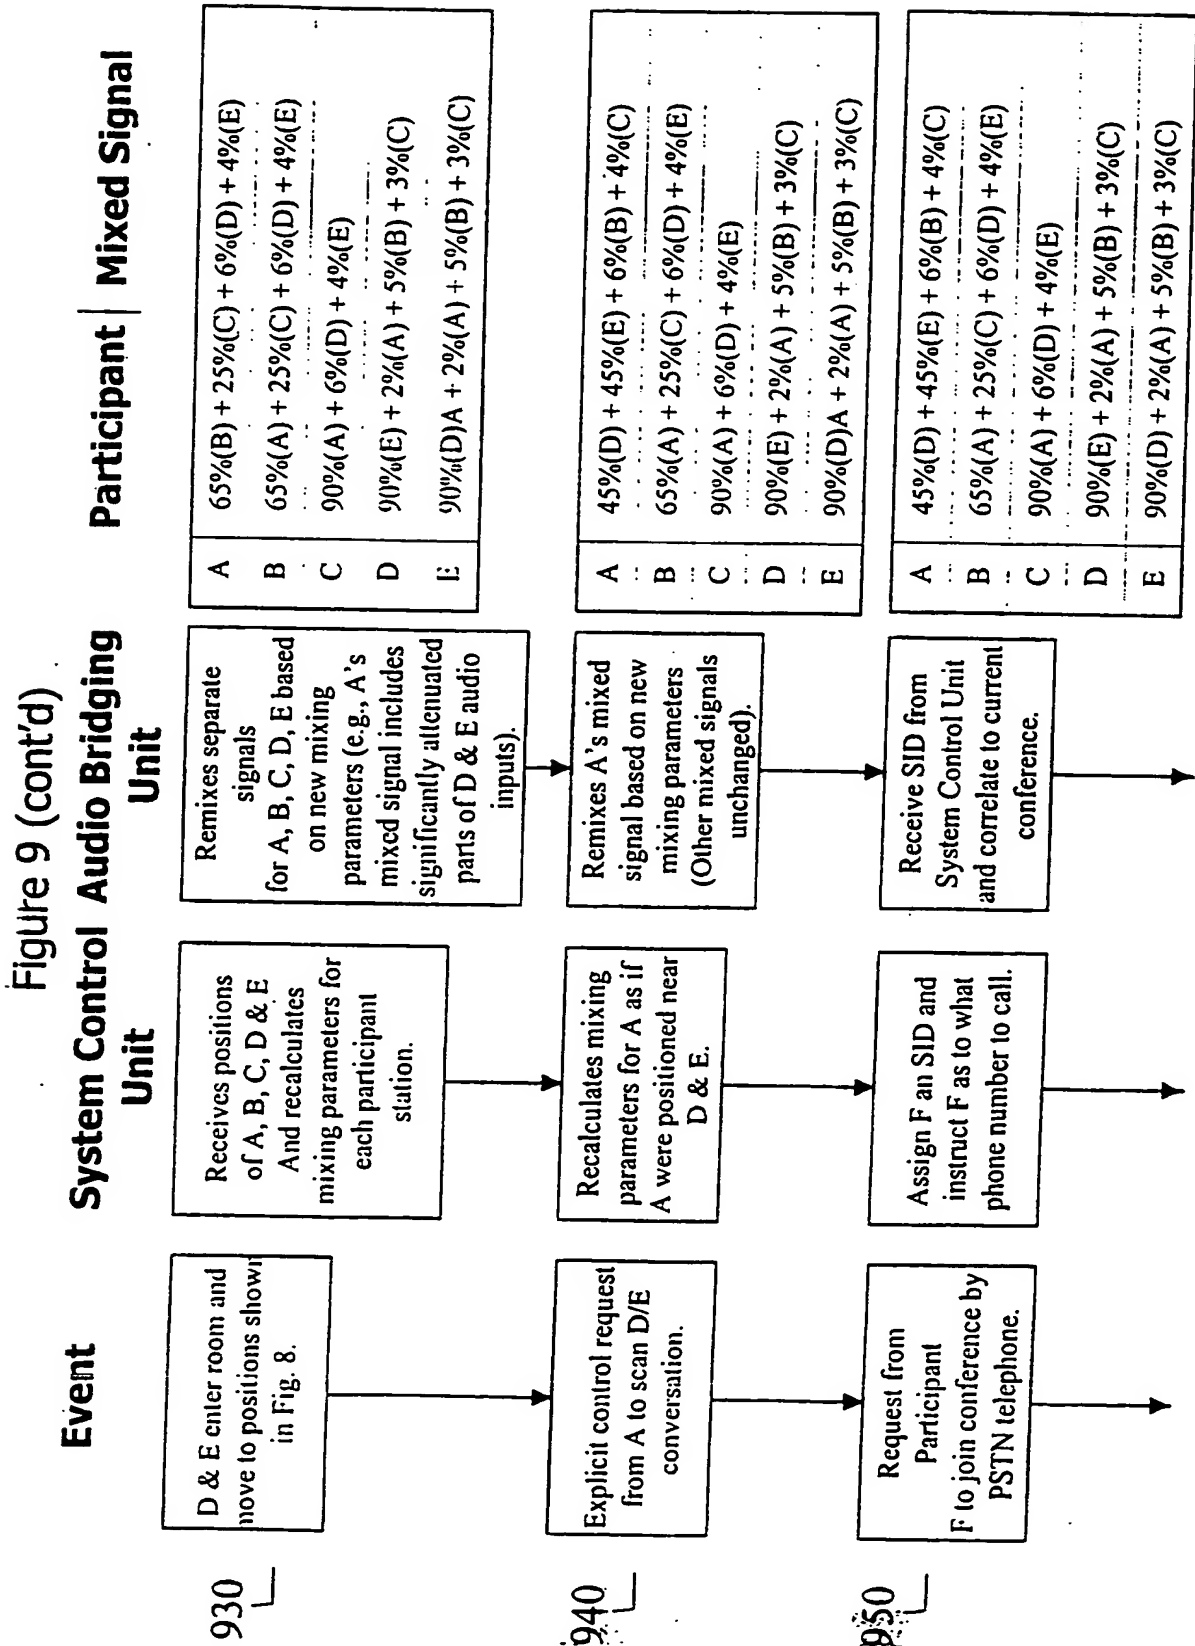 Figure 9 (cont'd)
Event
System Control
Unit
Audio Bridging
Unit
Participant | Mixed Signal
930
D & E enter room and
move to positions shown
in Fig. 8.
Receives positions
of A, B, C, D & E
And recalculates
mixing parameters for
each participant
station.
Remixes separate
signals
for A, B, C, D, E based
on new mixing
parameters (e.g., A's
mixed signal includes
significantly attenuated
parts of D & E audio
inputs).
A 65%(B) + 25%(C) + 6%(D) + 4%(E)
B 65%(A) + 25%(C) + 6%(D) + 4%(E)
C 90%(A) + 6%(D) + 4%(E)
D 90%(E) + 2%(A) + 5%(B) + 3%(C)
E 90%(D)A + 2%(A) + 5%(B) + 3%(C)
940
Explicit control request
from A to scan D/E
conversation.
Recalculates mixing
parameters for A as if
A were positioned near
D & E.
Remixes A's mixed
signal based on new
mixing parameters
(Other mixed signals
unchanged).
A 45%(D) + 45%(E) + 6%(B) + 4%(C)
B 65%(A) + 25%(C) + 6%(D) + 4%(E)
C 90%(A) + 6%(D) + 4%(E)
D 90%(E) + 2%(A) + 5%(B) + 3%(C)
E 90%(D)A + 2%(A) + 5%(B) + 3%(C)
950
Request from
Participant
F to join conference by
PSTN telephone.
Assign F an SID and
instruct F as to what
phone number to call.
Receive SID from
System Control Unit
and correlate to current
conference.
A 45%(D) + 45%(E) + 6%(B) + 4%(C)
B 65%(A) + 25%(C) + 6%(D) + 4%(E)
C 90%(A) + 6%(D) + 4%(E)
D 90%(E) + 2%(A) + 5%(B) + 3%(C)
E 90%(D) + 2%(A) + 5%(B) + 3%(C)